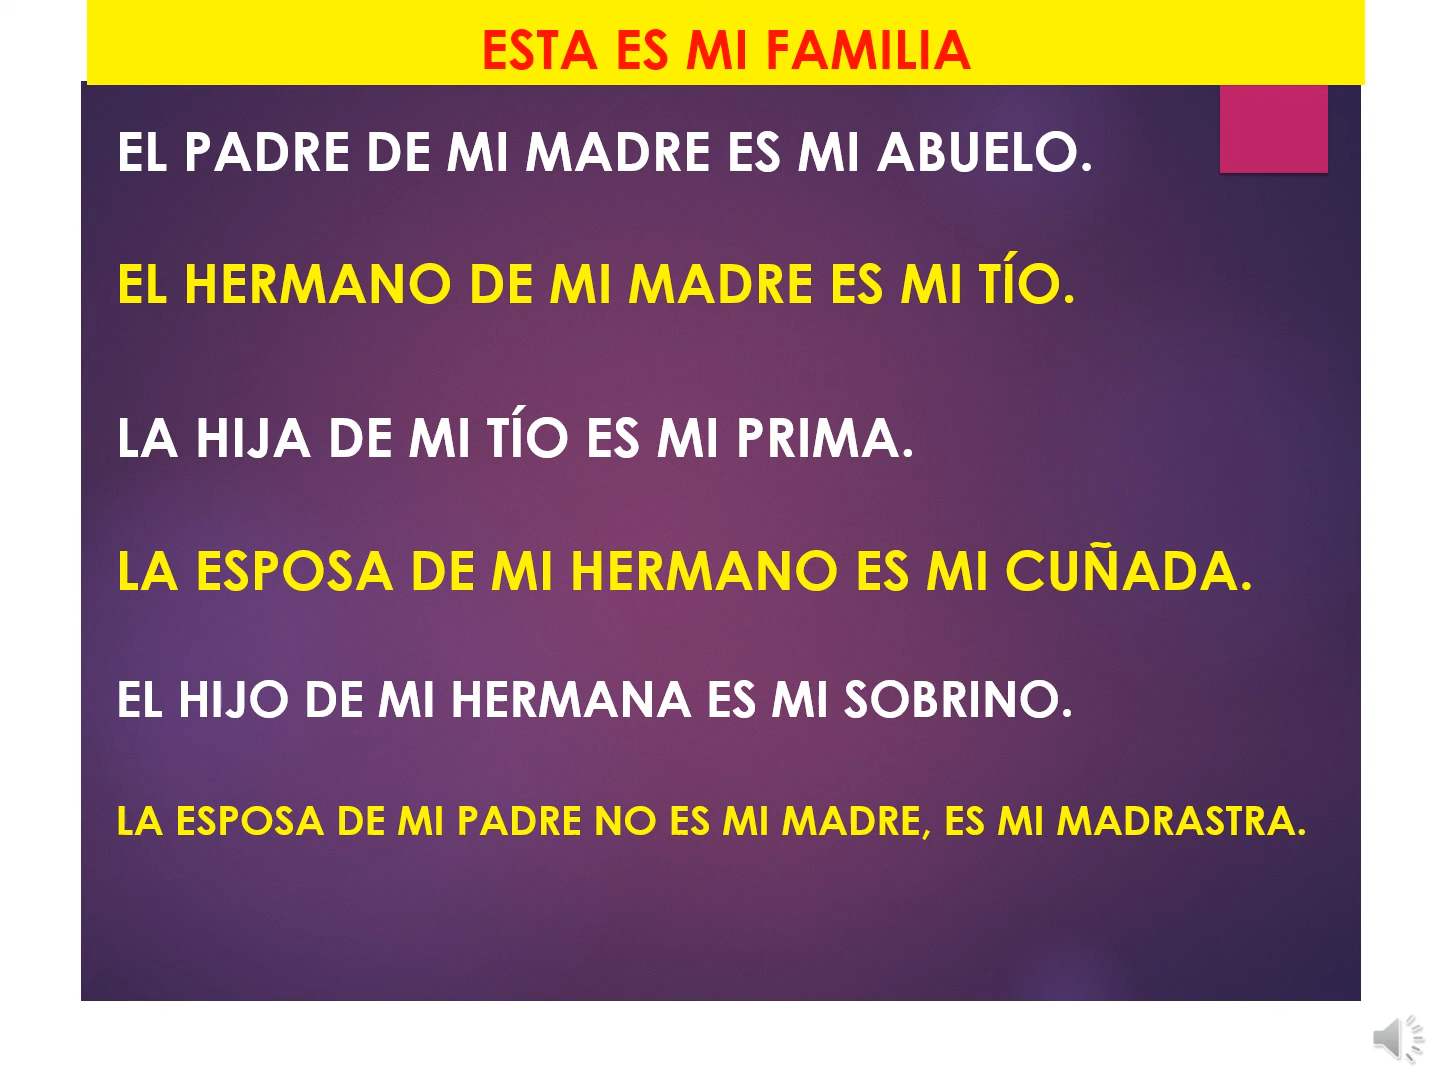 ESTA ES MI FAMILIA
EL PADRE DE MI MADRE ES MI ABUELO.
EL HERMANO DE MI MADRE ES MI TÍO.
LA HIJA DE MI TÍO ES MI PRIMA.
LA ESPOSA DE MI HERMANO ES MI CUÑADA.
EL HIJO DE MI HERMANA ES MI SOBRINO.
LA ESPOSA DE MI PADRE NO ES MI MADRE, ES MI MADRASTRA.